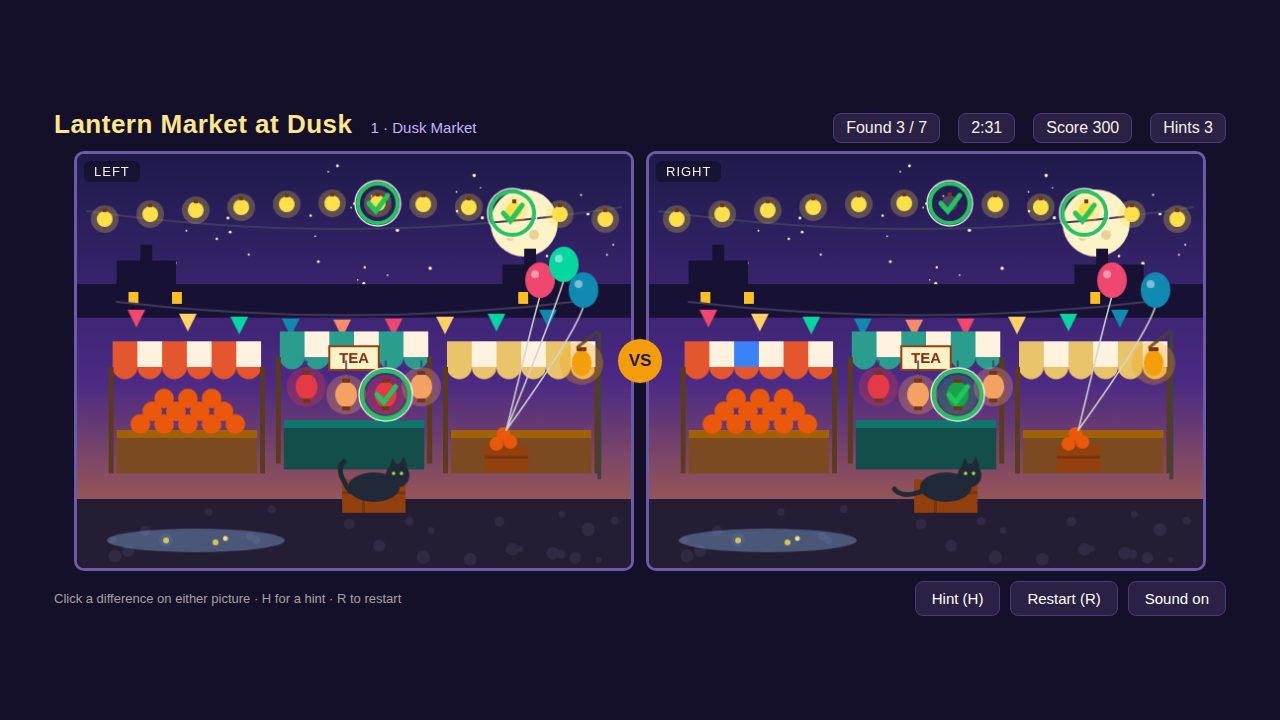 Lantern Market at Dusk
1 · Dusk Market
Found 3 / 7
2:31
Score 300
Hints 3
LEFT
RIGHT
TEA
TEA
VS
Click a difference on either picture · H for a hint · R to restart
Hint (H)
Restart (R)
Sound on